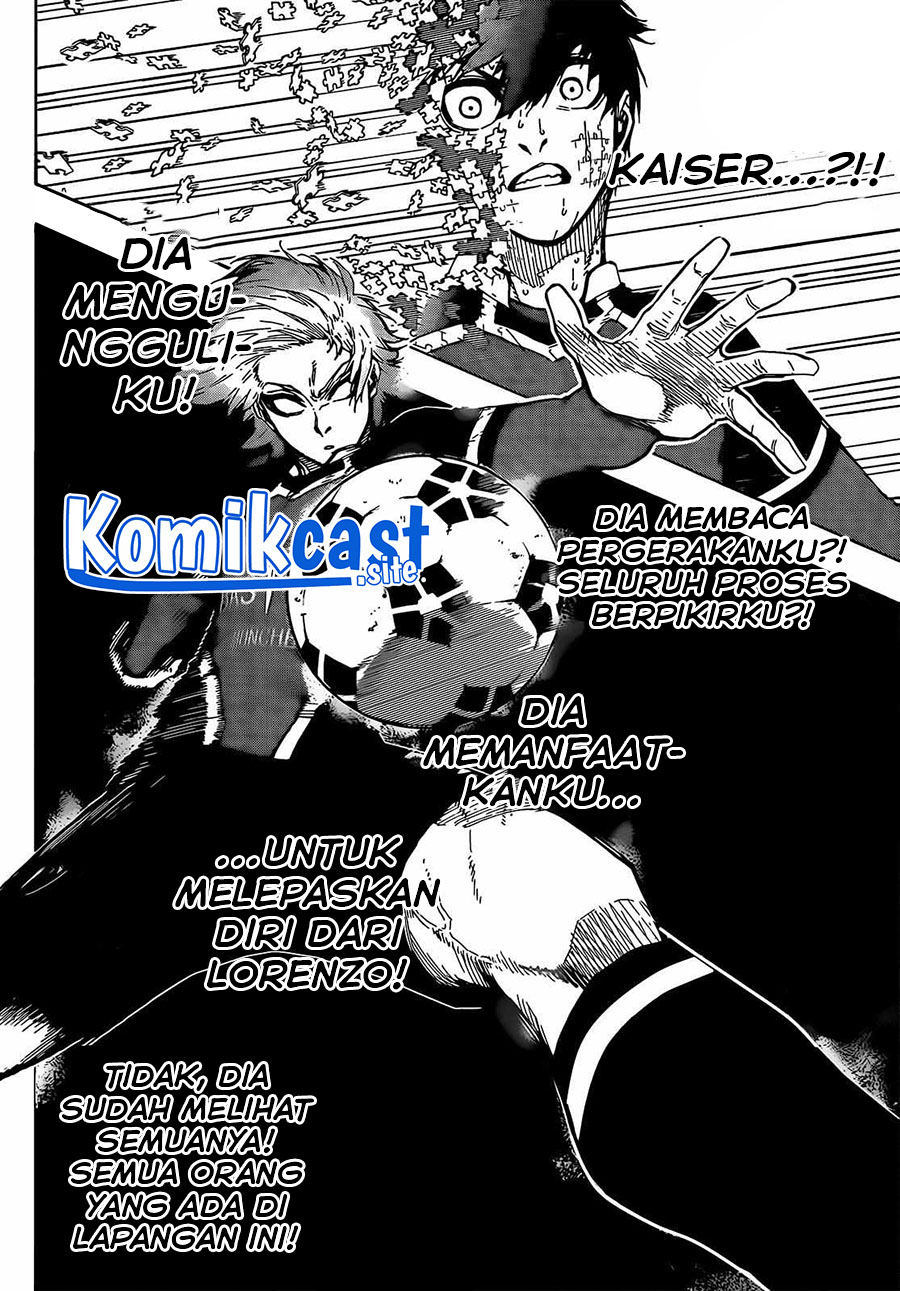 KAISER...?!!
DIA
MENGU-
NGGULI-
KU!
Komikcast
.site
DIA MEMBACA
PERGERAKANKU?!
SELURUH PROSES
BERPIKIRKU?!
DIA
MEMANFAAT-
KANKU...
...UNTUK
MELEPASKAN
DIRI DARI
LORENZO!
TIDAK, DIA
SUDAH MELIHAT
SEMUANYA!
SEMUA ORANG
YANG ADA DI
LAPANGAN INI!